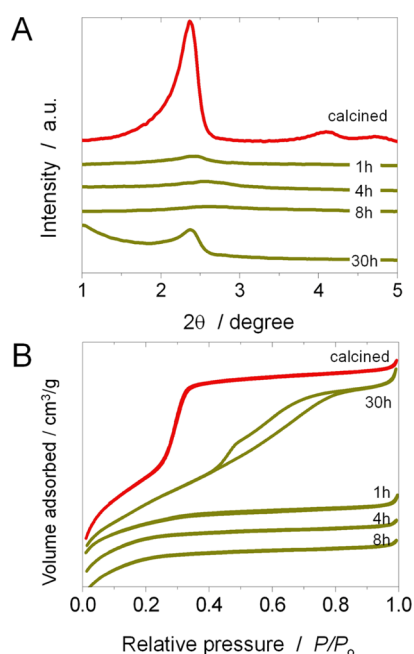 A
Intensity / a.u.
calcined
1h
4h
8h
30h
1 2 3 4 5
2θ / degree
B
Volume adsorbed / cm³/g
calcined
30h
1h
4h
8h
0.0 0.2 0.4 0.6 0.8 1.0
Relative pressure / P/Pₒ